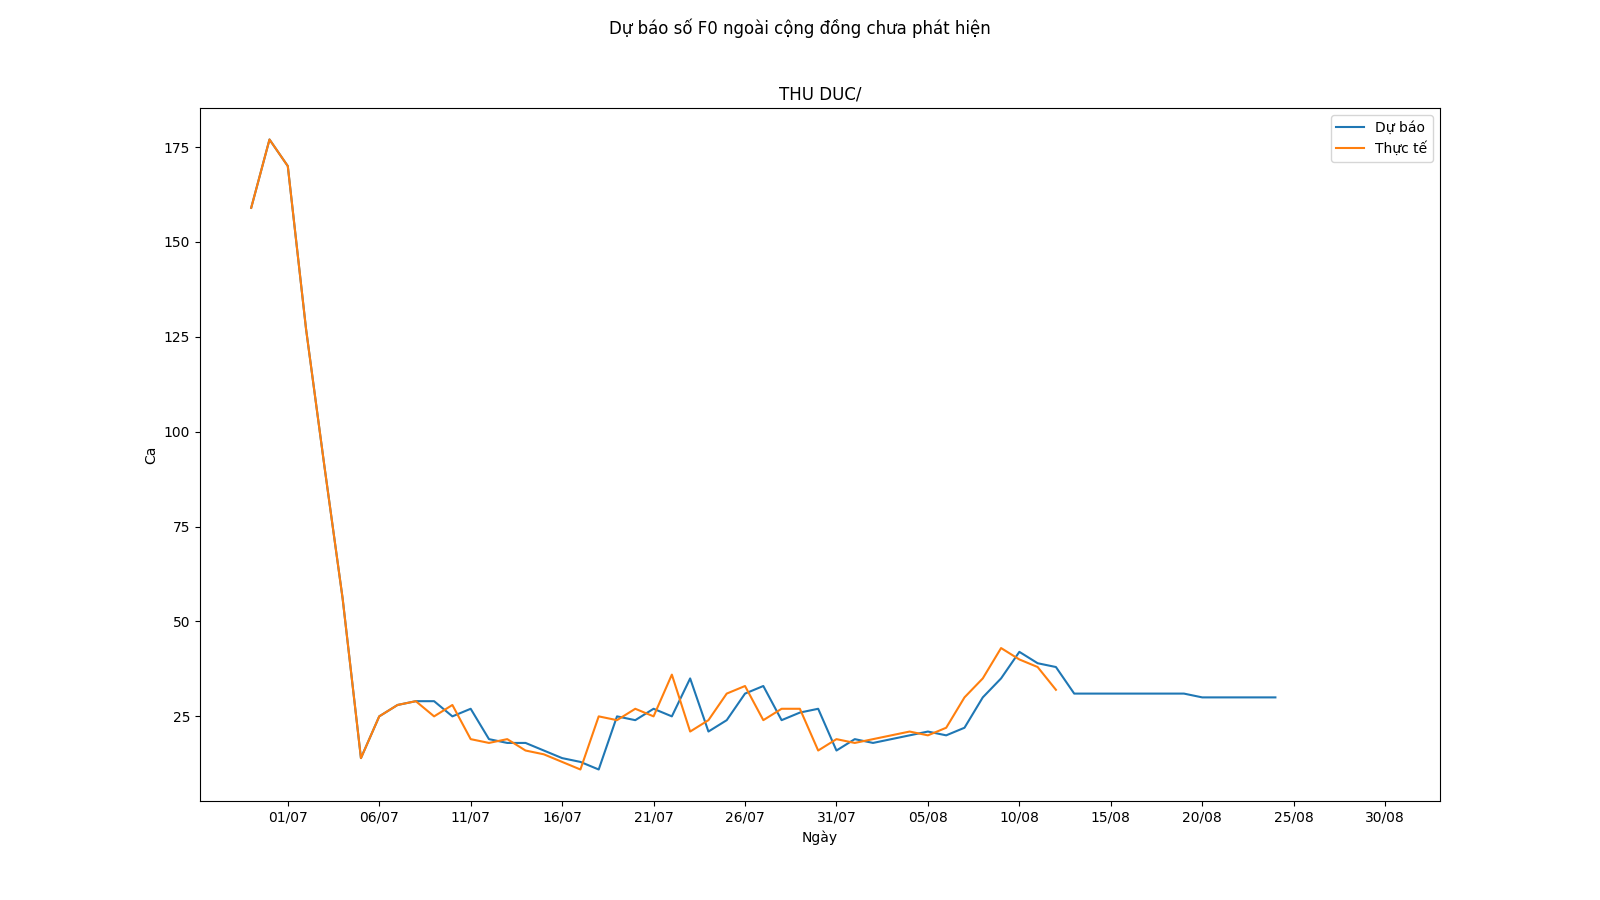 Dự báo số F0 ngoài cộng đồng chưa phát hiện
THU DUC/
Dự báo
Thực tế
175
150
125
100
75
50
25
Ca
01/07 06/07 11/07 16/07 21/07 26/07 31/07 05/08 10/08 15/08 20/08 25/08 30/08
Ngày